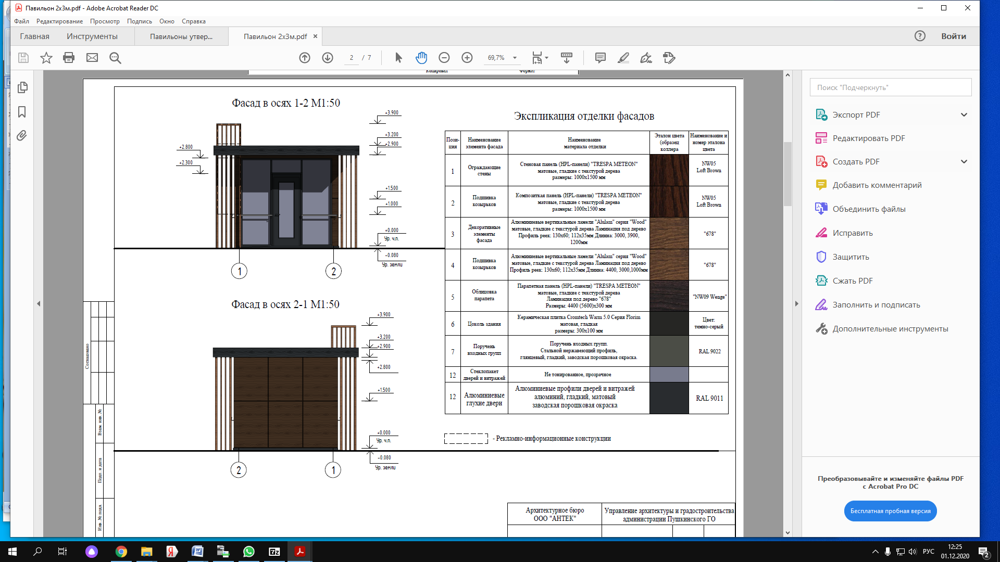 Павильон 2х3м.pdf - Adobe Acrobat Reader DC
Файл Редактирование Просмотр Подпись Окно Справка
Главная Инструменты Павильоны утвер... Павильон 2х3м.pdf Войти
2 / 7 69,7%
Копировал Формат
Фасад в осях 1-2 М1:50
+3.900
+3.200
+2.900
+2.800
+2.300
+1.500
+1.000
+0.000
Ур. ч.п.
-0.080
Ур. земли
1 2
Фасад в осях 2-1 М1:50
+3.900
+3.200
+2.900
+2.800
+1.500
+0.000
Ур. ч.п.
-0.080
Ур. земли
2 1
Экспликация отделки фасадов
Пози-
ция
Наименование
элемента фасада
Наименование
материала отделки
Эталон цвета
(образец
коллера
Наименование и
номер эталона
цвета
1
Ограждающие
стены
Стеновая панель (HPL-панели) "TRESPA METEON"
матовые, гладкие с текстурой дерева
размеры: 1000х1500 мм
NW05
Loft Brown
2
Подшивка
козырьков
Композиткая панель (HPL-панели) "TRESPA METEON"
матовые, гладкие с текстурой дерева
размеры: 1000х1500 мм
NW05
Loft Brown
3
Декоративные
элементы
фасада
Алюминиевые вертикальные ламели "Alulam" серия "Wood"
матовые, гладкие с текстурой дерева Ламинация под дерево
Профиль реек: 130х60; 112х35мм Длинна: 3000, 3900,
1200мм
"678"
4
Подшивка
козырьков
Алюминиевые вертикальные ламели "Alulam" серия "Wood"
матовые, гладкие с текстурой дерева Ламинация под дерево
Профиль реек: 130х60; 112х35мм Длинна: 4400, 3000,1000мм
"678"
5
Облицовка
парапета
Парапетная панель (HPL-панели) "TRESPA METEON"
матовые, гладкие с текстурой дерева
Ламинация под дерево "678"
Размеры: 4400 (5600)х300 мм
"NW09 Wenge"
6
Цоколь здания
Керамическая плитка Cromtech Warm 5.0 Серия Florim
матовая, гладкая
размеры: 300х100 мм
Цвет:
темно-серый
7
Поручень
входных групп
Поручень входных групп.
Стальной нержавеющий профиль,
глянцевый, гладкий, заводская порошковая окраска.
RAL 9022
12
Стеклопакет
дверей и витражей
Не тонированное, прозрачное
12
Алюминиевые
глухие двери
Алюминиевые профили дверей и витражей
алюминий, гладкий, матовый
заводская порошковая окраска
RAL 9011
- Рекламно-информационные конструкции
Согласовано
Взам. инв. №
Подп. и дата
Инв. № подл.
Архитектурное бюро
ООО "АНТЕК"
Управление архитектуры и градостроительства
администрации Пушкинского ГО
Поиск "Подчеркнуть"
Экспорт PDF
Редактировать PDF
Создать PDF
Добавить комментарий
Объединить файлы
Исправить
Защитить
Сжать PDF
Заполнить и подписать
Дополнительные инструменты
Преобразовывайте и изменяйте файлы PDF
с Acrobat Pro DC
Бесплатная пробная версия
РУС
12:25
01.12.2020
2